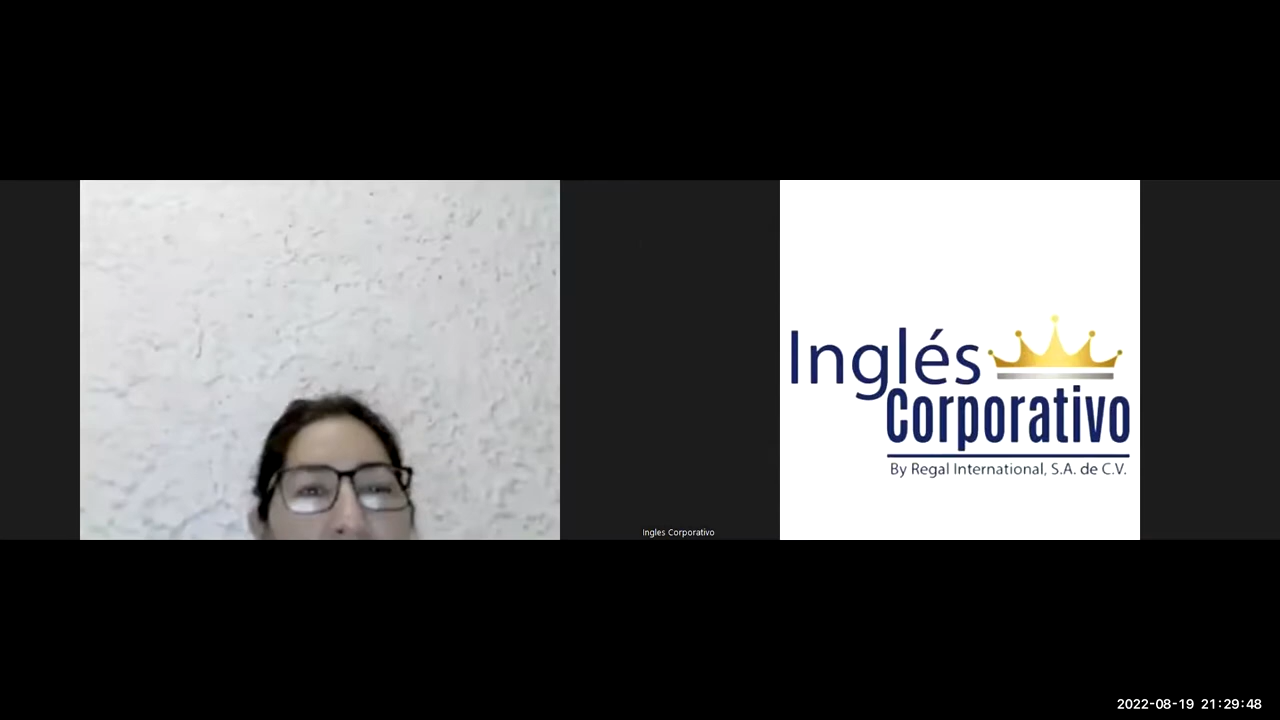 Inglés
Corporativo
By Regal International, S.A. de C.V.
Ingles Corporativo
2022-08-19 21:29:48